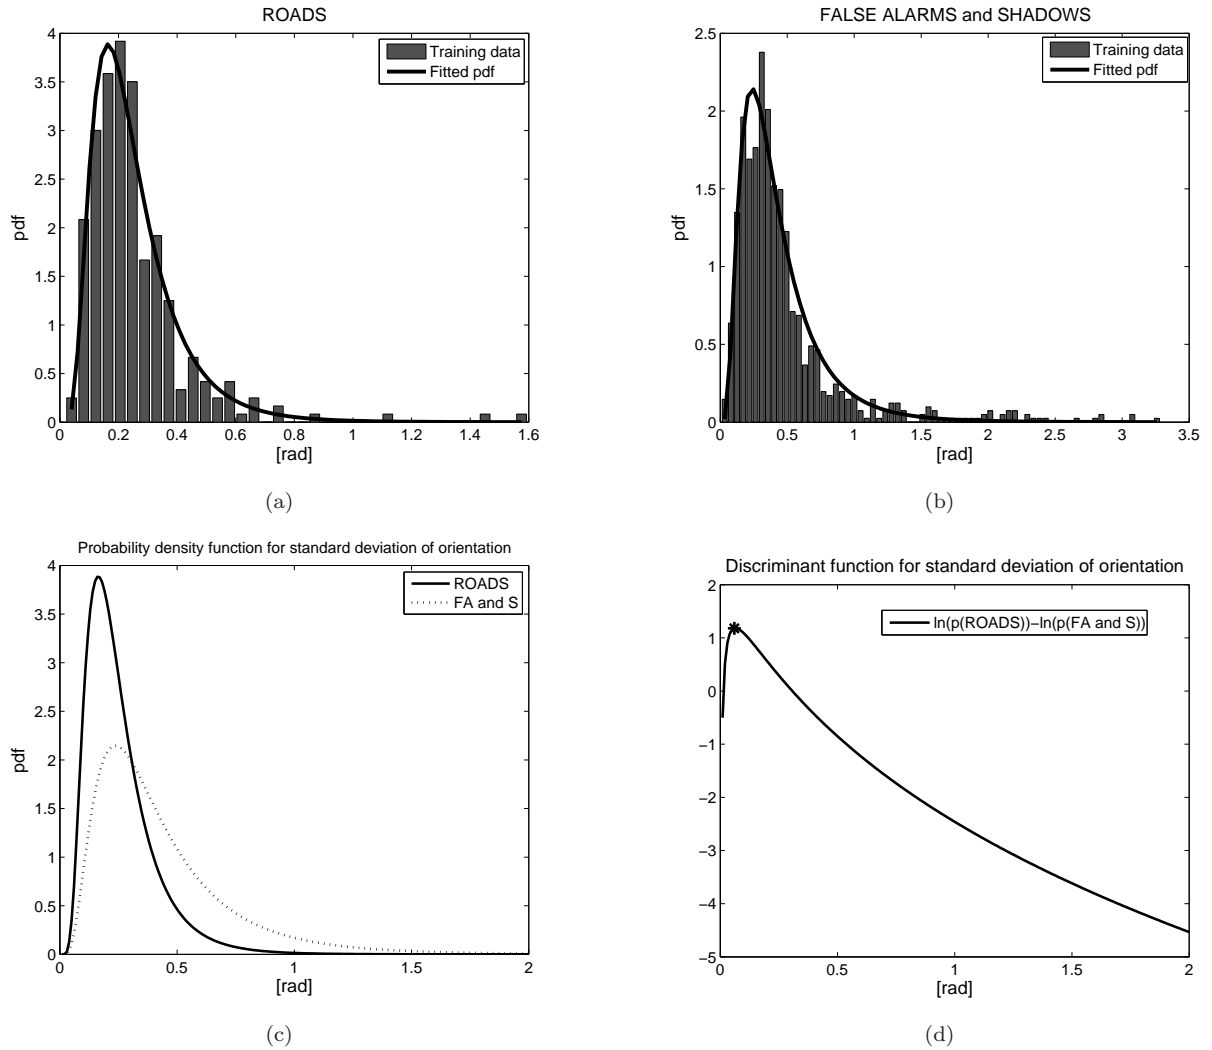 ROADS
4
3.5
3
2.5
2
1.5
1
0.5
0
pdf
Training data
Fitted pdf
0 0.2 0.4 0.6 0.8 1 1.2 1.4 1.6
[rad]
(a)
FALSE ALARMS and SHADOWS
2.5
2
1.5
1
0.5
0
pdf
Training data
Fitted pdf
0 0.5 1 1.5 2 2.5 3 3.5
[rad]
(b)
Probability density function for standard deviation of orientation
4
3.5
3
2.5
2
1.5
1
0.5
0
pdf
ROADS
FA and S
0 0.5 1 1.5 2
[rad]
(c)
Discriminant function for standard deviation of orientation
2
1
0
−1
−2
−3
−4
−5
ln(p(ROADS))−ln(p(FA and S))
0 0.5 1 1.5 2
[rad]
(d)